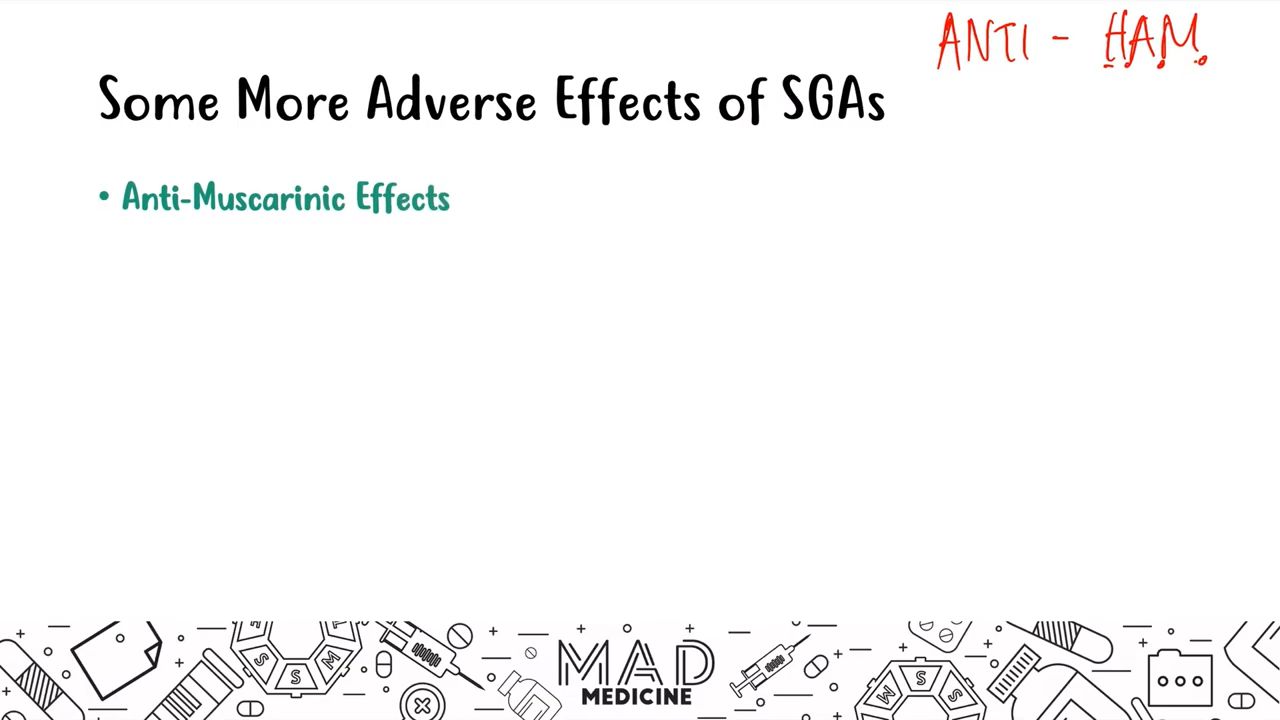 ANTI - HAM
Some More Adverse Effects of SGAs
• Anti-Muscarinic Effects
MAD
MEDICINE